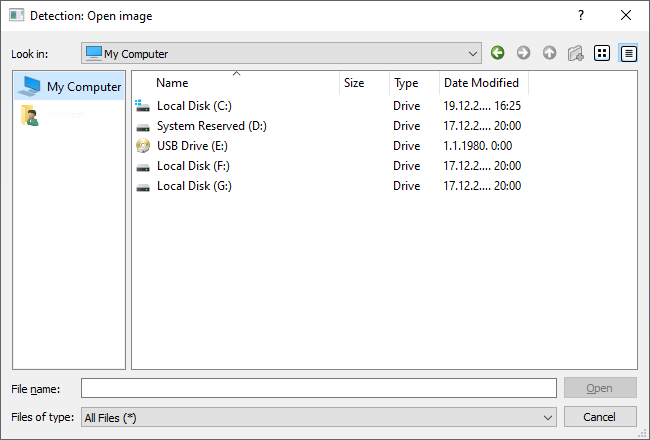 Detection: Open image
Look in: My Computer
My Computer
Name Size Type Date Modified
Local Disk (C:) Drive 19.12.2.... 16:25
System Reserved (D:) Drive 17.12.2.... 20:00
USB Drive (E:) Drive 1.1.1980. 0:00
Local Disk (F:) Drive 17.12.2.... 20:00
Local Disk (G:) Drive 17.12.2.... 20:00
File name: Open
Files of type: All Files (*) Cancel